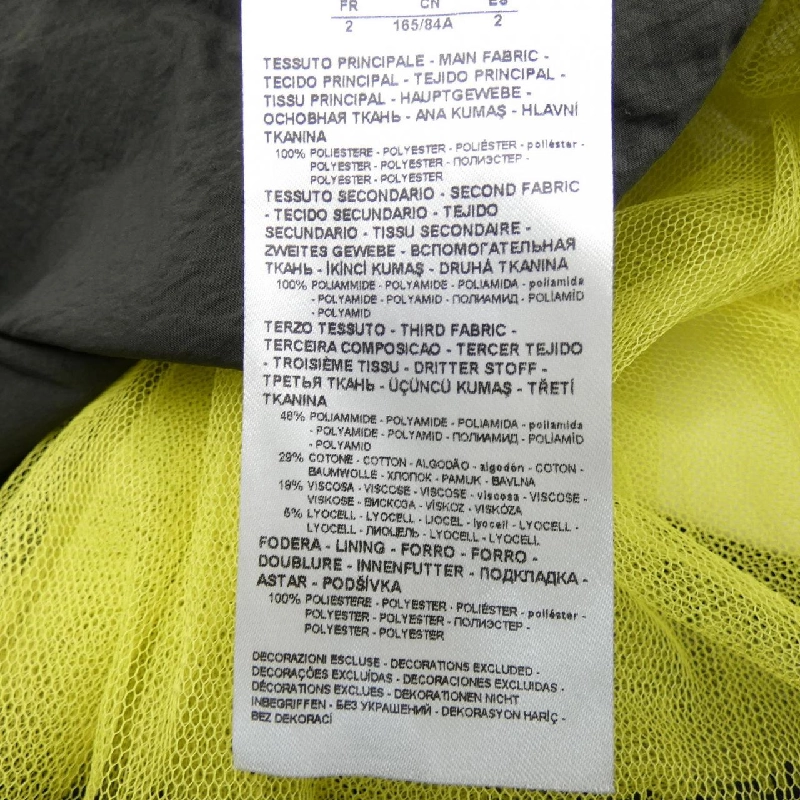 FR CN ES
2 165/84A 2
TESSUTO PRINCIPALE - MAIN FABRIC -
TECIDO PRINCIPAL - TEJIDO PRINCIPAL -
TISSU PRINCIPAL - HAUPTGEWEBE -
ОСНОВНАЯ ТКАНЬ - ANA KUMAŞ - HLAVNÍ
TKANINA
100% POLIESTERE - POLYESTER - POLIÉSTER - poliéster -
POLYESTER - POLYESTER - ПОЛИЭСТЕР -
POLYESTER - POLYESTER
TESSUTO SECONDARIO - SECOND FABRIC
- TECIDO SECUNDARIO - TEJIDO
SECUNDARIO - TISSU SECONDAIRE -
ZWEITES GEWEBE - ВСПОМОГАТЕЛЬНАЯ
ТКАНЬ - İKİNCİ KUMAŞ - DRUHÁ TKANINA
100% POLIAMMIDE - POLYAMIDE - POLIAMIDA - poliamida
- POLYAMIDE - POLYAMID - ПОЛИАМИД - POLİAMİD
- POLYAMID
TERZO TESSUTO - THIRD FABRIC -
TERCEIRA COMPOSICAO - TERCER TEJIDO
- TROISIÈME TISSU - DRITTER STOFF -
ТРЕТЬЯ ТКАНЬ - ÜÇÜNCÜ KUMAŞ - TŘETÍ
TKANINA
48% POLIAMMIDE - POLYAMIDE - POLIAMIDA - poliamida
- POLYAMIDE - POLYAMID - ПОЛИАМИД - POLİAMİD
- POLYAMID
29% COTONE - COTTON - ALGODÃO - algodón - COTON -
BAUMWOLLE - ХЛОПОК - PAMUK - BAVLNA
18% VISCOSA - VISCOSE - VISCOSE - viscosa - VISCOSE -
VISKOSE - ВИСКОЗА - VİSKOZ - VISKÓZA
5% LYOCELL - LYOCELL - LIOCEL - lyocell - LYOCELL -
LYOCELL - ЛИОЦЕЛЬ - LYOCELL - LYOCELL
FODERA - LINING - FORRO - FORRO -
DOUBLURE - INNENFUTTER - ПОДКЛАДКА -
ASTAR - PODŠÍVKA
100% POLIESTERE - POLYESTER - POLIÉSTER - poliéster -
POLYESTER - POLYESTER - ПОЛИЭСТЕР -
POLYESTER - POLYESTER
DECORAZIONI ESCLUSE - DECORATIONS EXCLUDED -
DECORAÇÕES EXCLUÍDAS - DECORACIONES EXCLUIDAS -
DÉCORATIONS EXCLUES - DEKORATIONEN NICHT
INBEGRIFFEN - БЕЗ УКРАШЕНИЙ - DEKORASYON HARİÇ -
BEZ DEKORACÍ